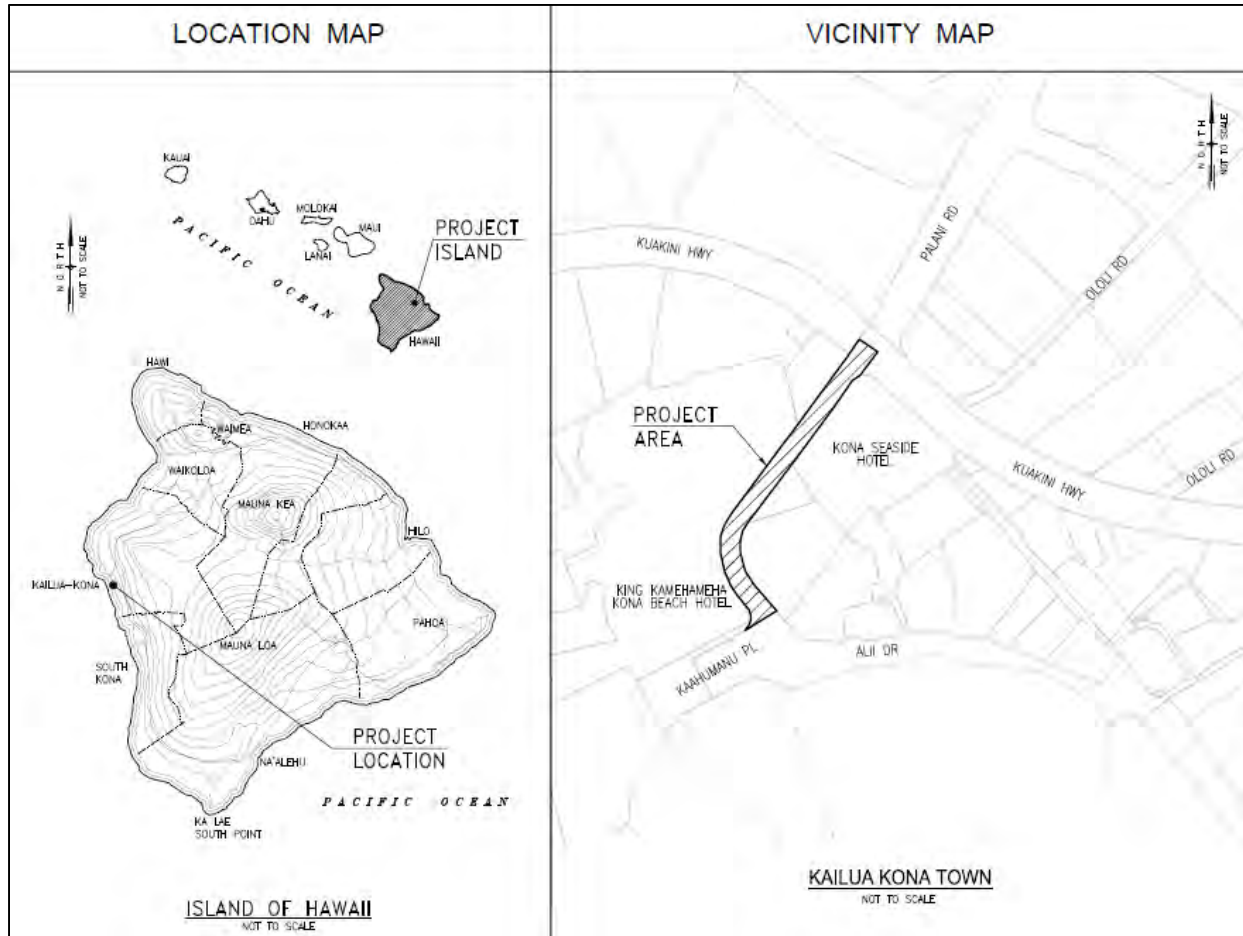 LOCATION MAP
VICINITY MAP
NORTH
NOT TO SCALE
KAUAI
OAHU
MOLOKAI
LANAI
MAUI
PACIFIC OCEAN
PROJECT
ISLAND
HAWAII
HAWI
WAIMEA
HONOKAA
WAIKOLOA
MAUNA KEA
HILO
KAILUA-KONA
MAUNA LOA
PAHOA
SOUTH
KONA
PROJECT
LOCATION
NA'ALEHU
PACIFIC OCEAN
KA LAE
SOUTH POINT
ISLAND OF HAWAII
NOT TO SCALE
NORTH
NOT TO SCALE
KUAKINI HWY
PALANI RD
OLOLI RD
PROJECT
AREA
KONA SEASIDE
HOTEL
KUAKINI HWY
OLOLI RD
KING KAMEHAMEHA
KONA BEACH HOTEL
KAAHUMANU PL
ALII DR
KAILUA KONA TOWN
NOT TO SCALE